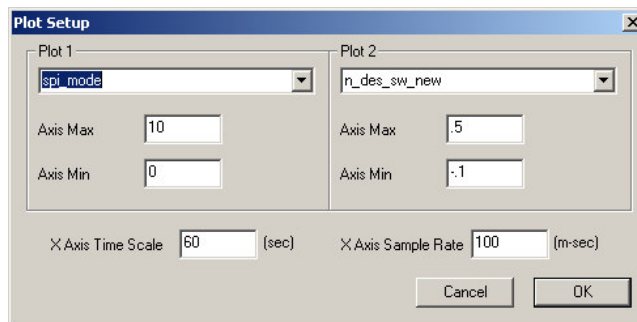 Plot Setup
Plot 1
spi_mode
Axis Max 10
Axis Min 0
Plot 2
n_des_sw_new
Axis Max .5
Axis Min -.1
X Axis Time Scale 60 (sec)
X Axis Sample Rate 100 (m-sec)
Cancel
OK